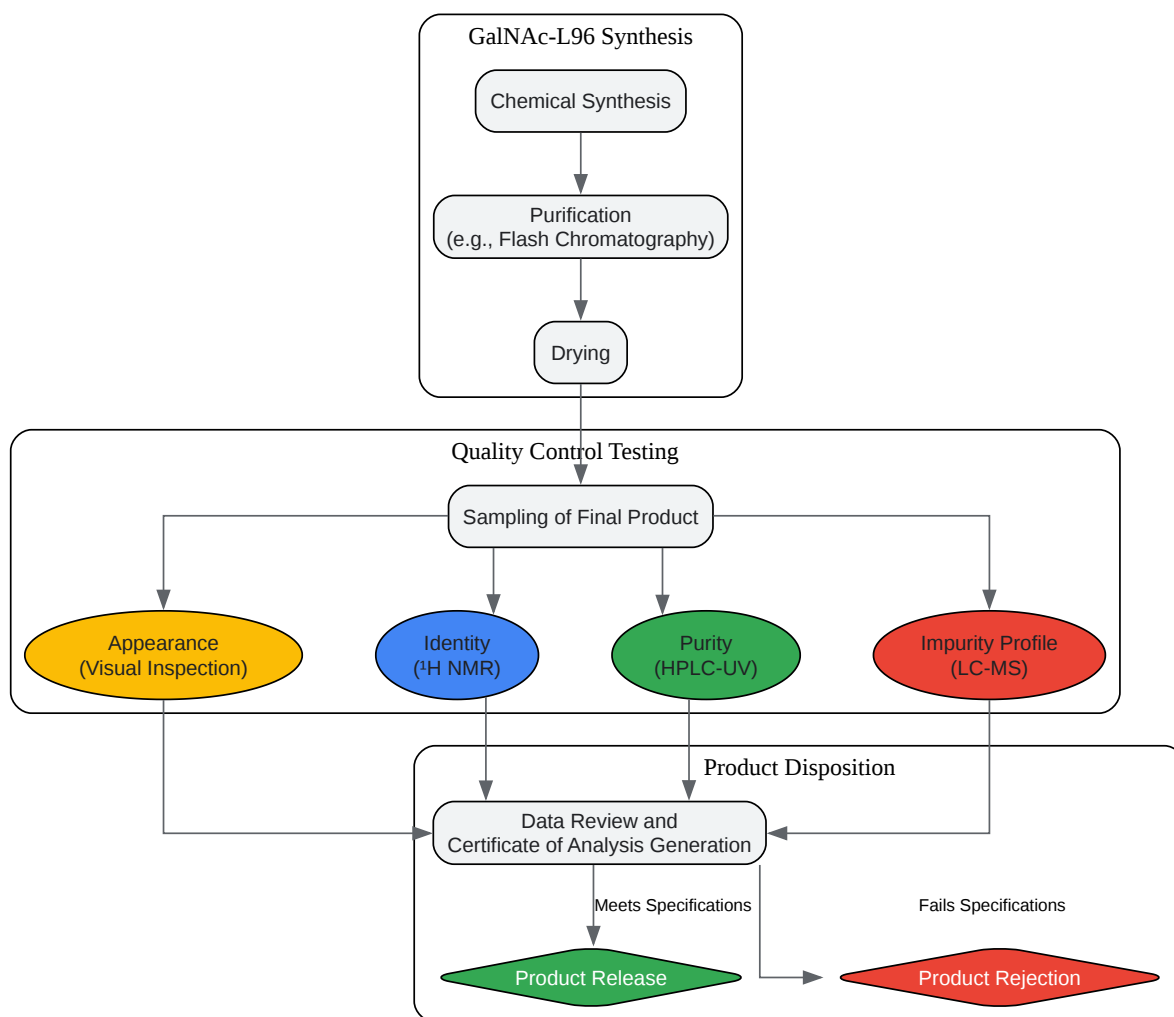 GalNAc-L96 Synthesis
Chemical Synthesis
Purification
(e.g., Flash Chromatography)
Drying
Quality Control Testing
Sampling of Final Product
Appearance
(Visual Inspection)
Identity
(¹H NMR)
Purity
(HPLC-UV)
Impurity Profile
(LC-MS)
Product Disposition
Data Review and
Certificate of Analysis Generation
Meets Specifications
Fails Specifications
Product Release
Product Rejection